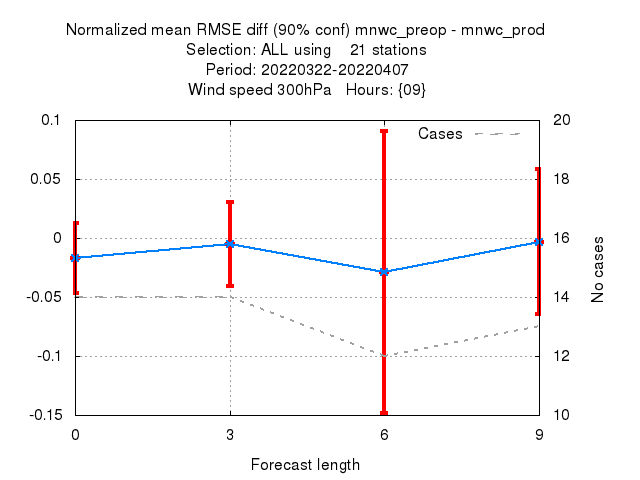 Normalized mean RMSE diff (90% conf) mnwc_preop - mnwc_prod
Selection: ALL using    21 stations
Period: 20220322-20220407
Wind speed 300hPa   Hours: {09}
Cases
0.1
0.05
0
-0.05
-0.1
-0.15
20
18
16
14
12
10
No cases
0
3
6
9
Forecast length